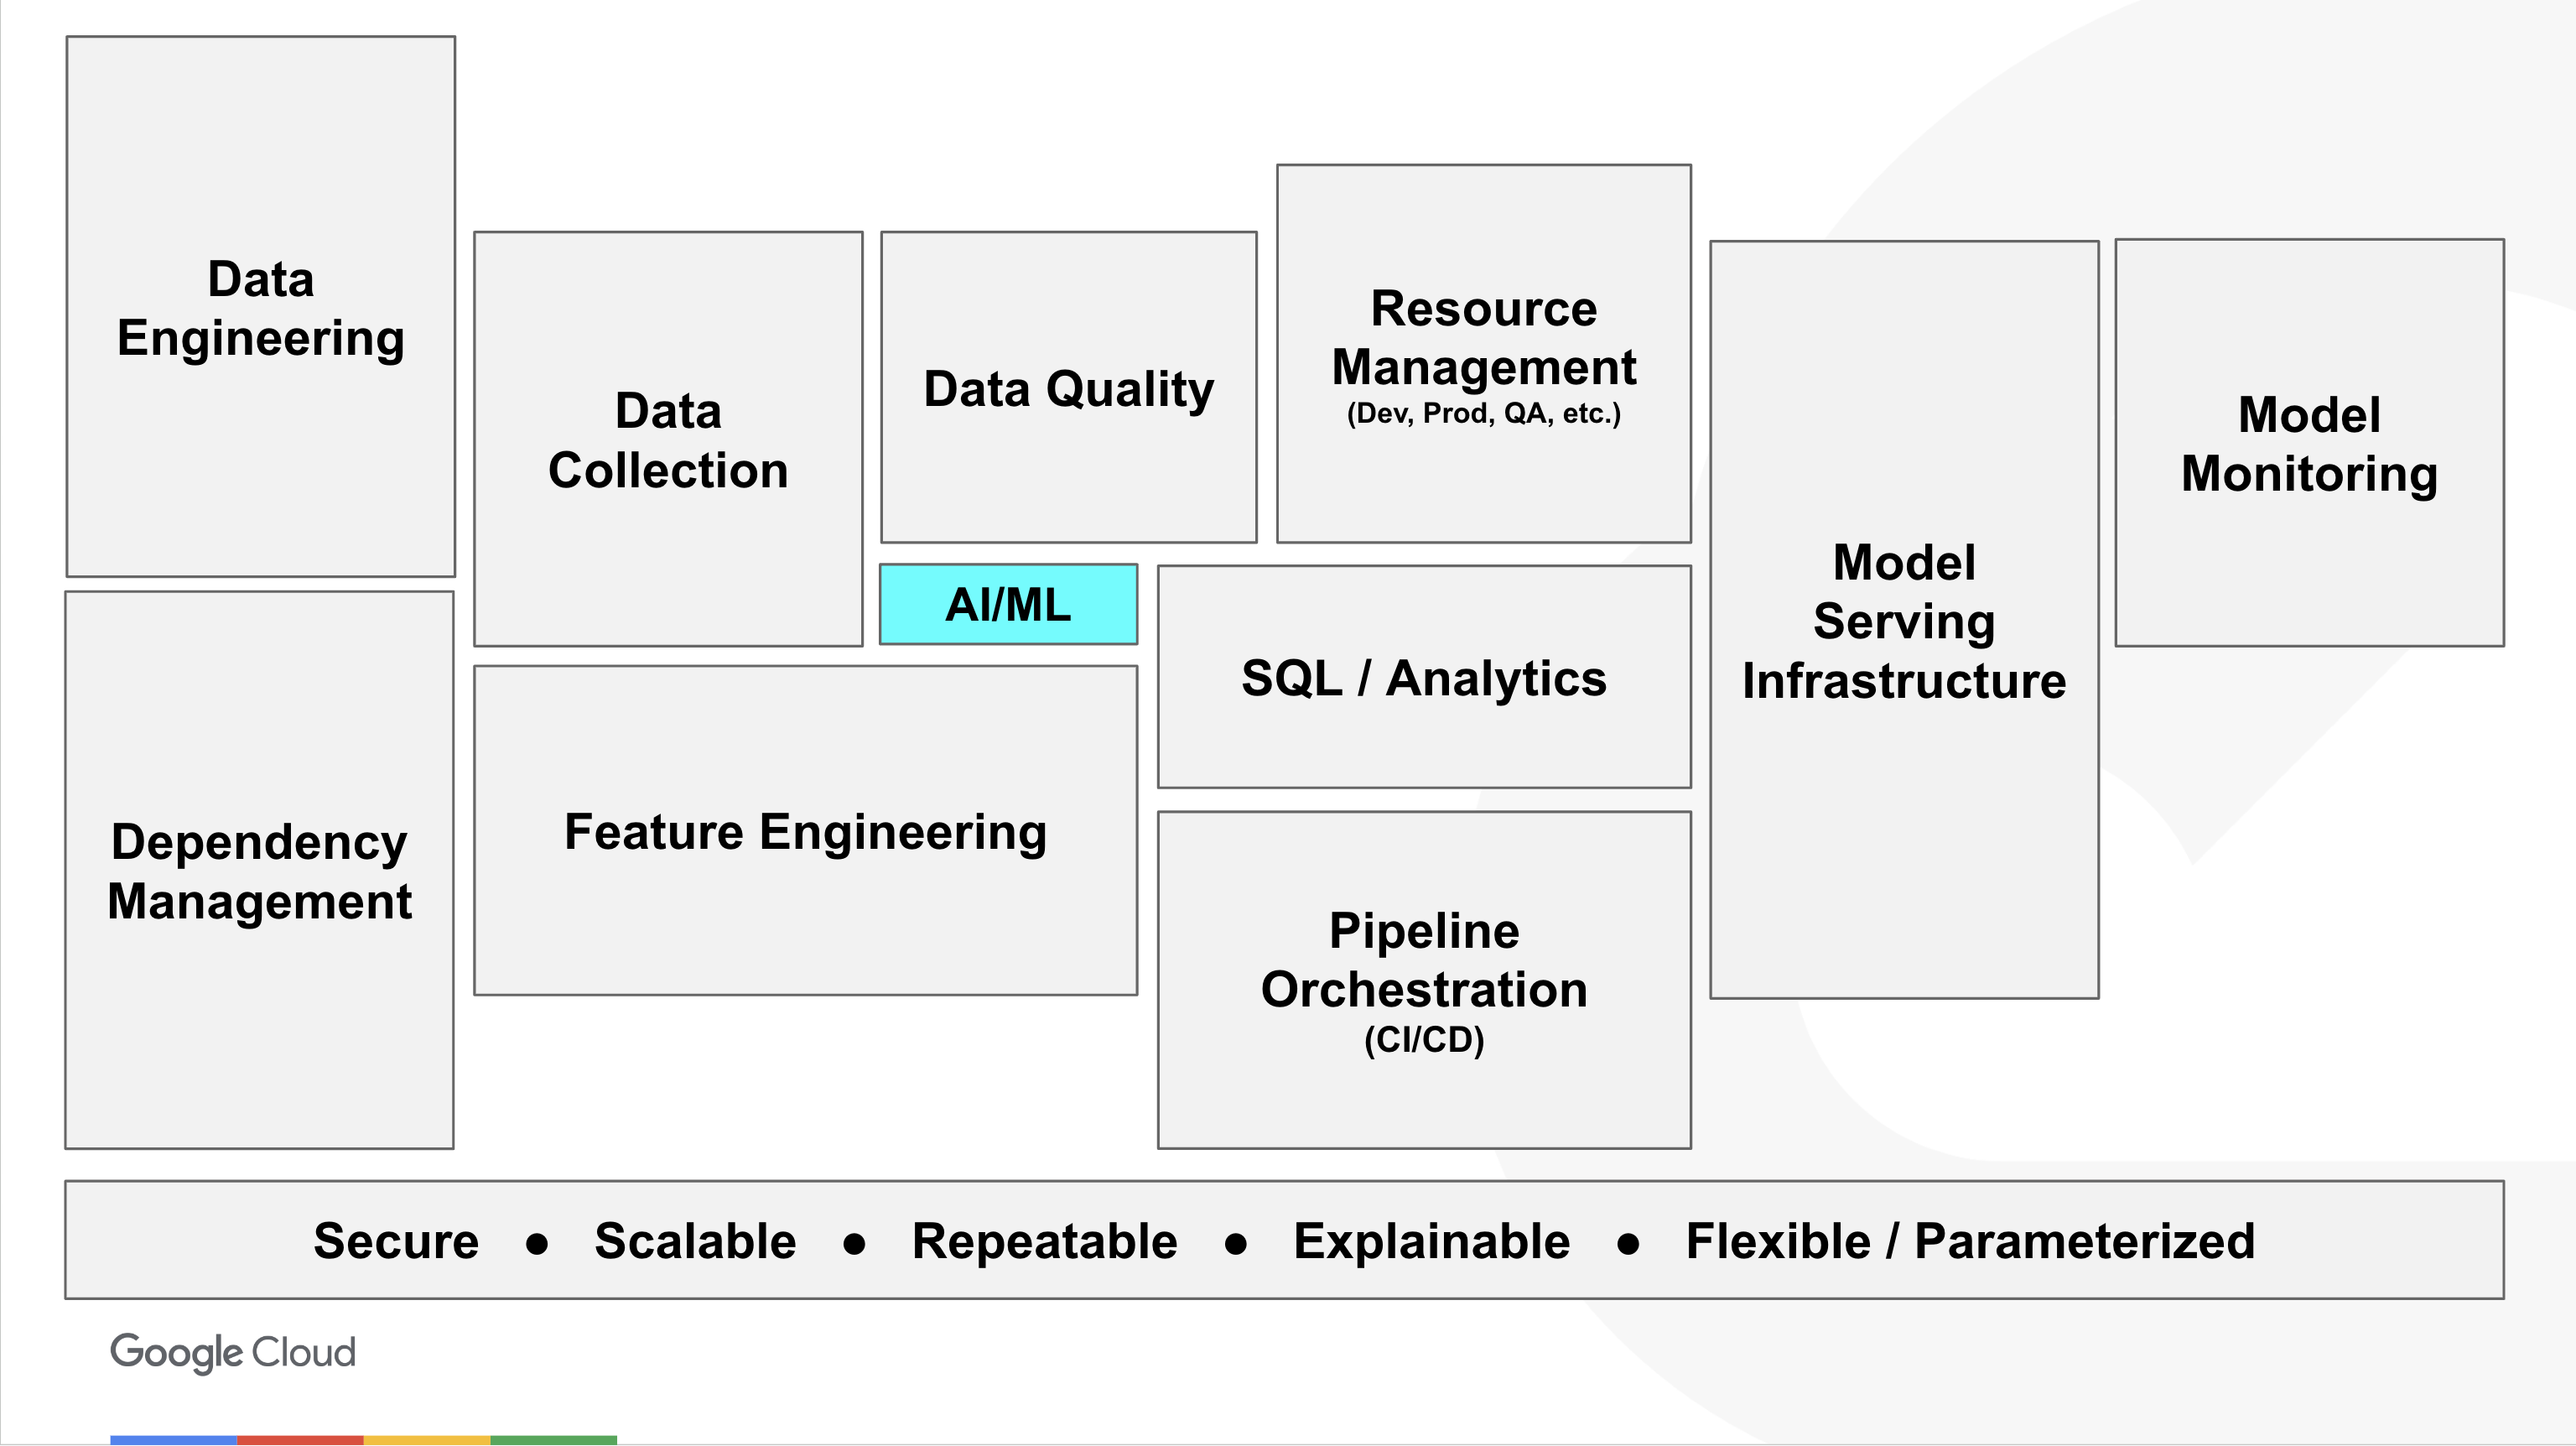 Data
Engineering
Data
Collection
Data Quality
Resource
Management
(Dev, Prod, QA, etc.)
Model
Serving
Infrastructure
Model
Monitoring
AI/ML
SQL / Analytics
Dependency
Management
Feature Engineering
Pipeline
Orchestration
(CI/CD)
Secure ● Scalable ● Repeatable ● Explainable ● Flexible / Parameterized
Google Cloud